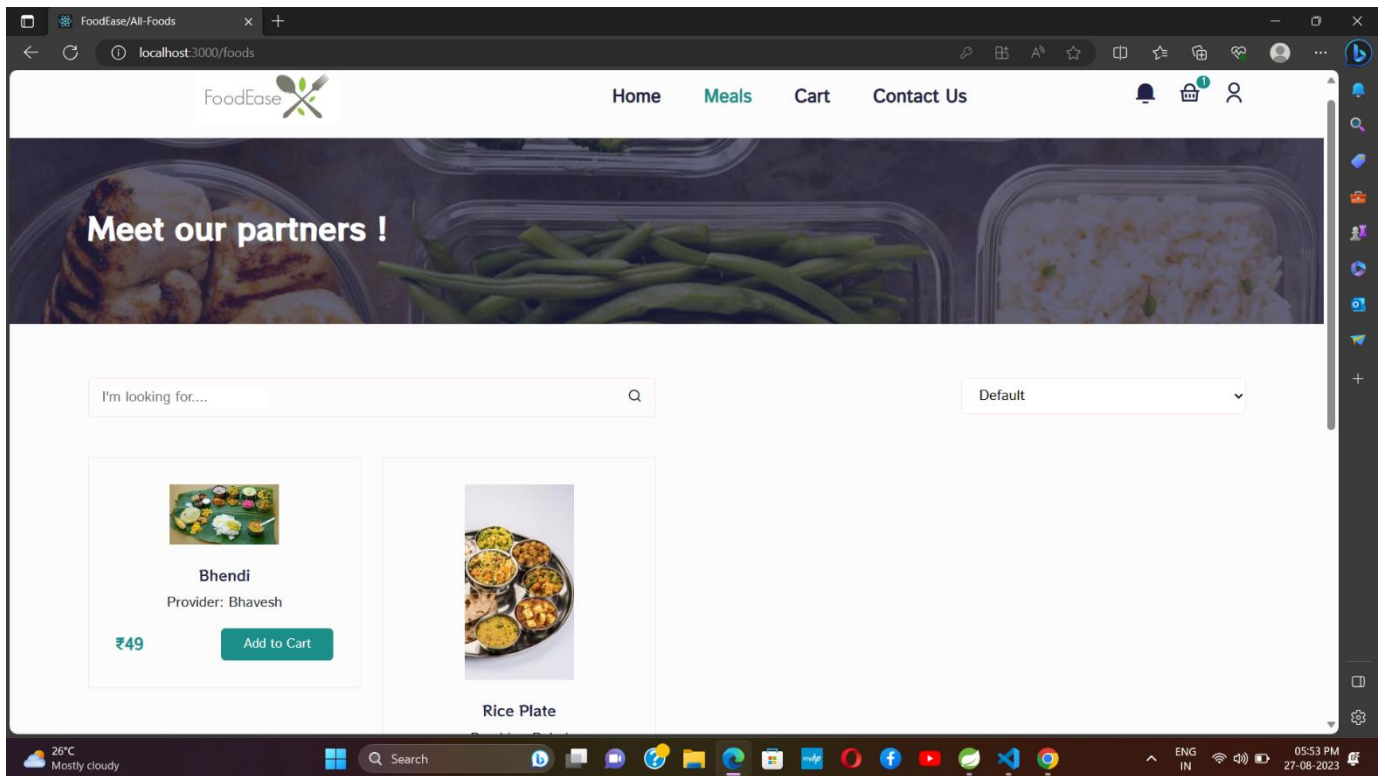 FoodEase/All-Foods
localhost:3000/foods
FoodEase
Home Meals Cart Contact Us
1
Meet our partners !
I'm looking for....
Default
Bhendi
Provider: Bhavesh
₹49 Add to Cart
Rice Plate
26°C
Mostly cloudy
Search
ENG
IN
05:53 PM
27-08-2023